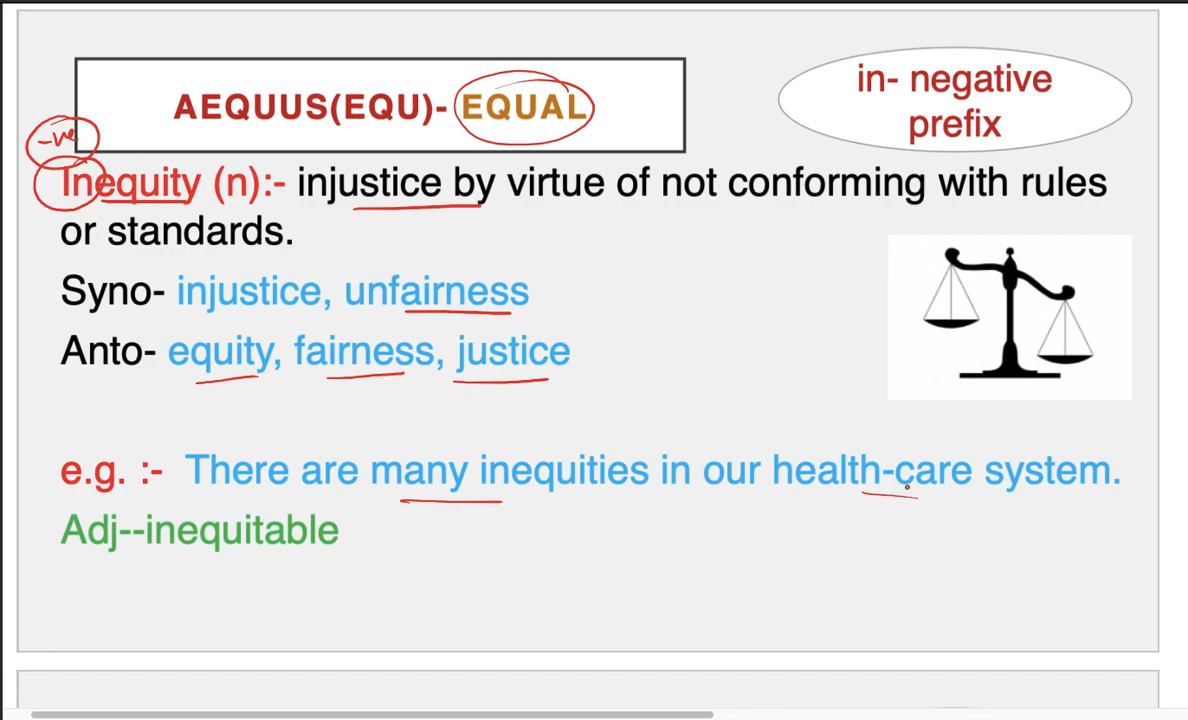 AEQUUS(EQU)- EQUAL
in- negative
prefix
-ve
Inequity (n):- injustice by virtue of not conforming with rules
or standards.
Syno- injustice, unfairness
Anto- equity, fairness, justice
e.g. :- There are many inequities in our health-care system.
Adj--inequitable